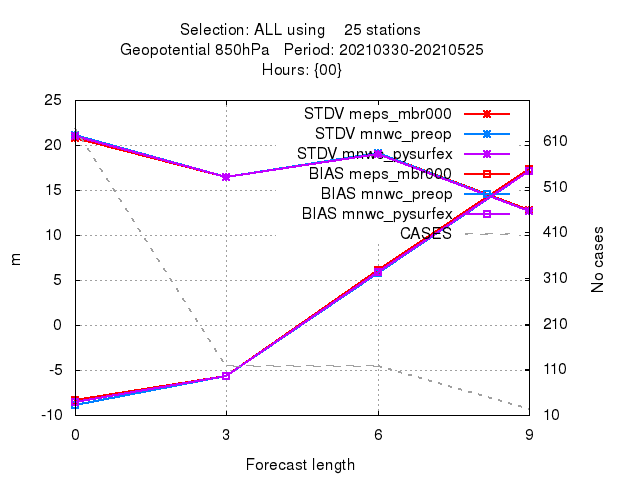 Selection: ALL using    25 stations
Geopotential 850hPa   Period: 20210330-20210525
Hours: {00}
25
20
15
10
5
0
-5
-10
m
STDV meps_mbr000
STDV mnwc_preop
STDV mnwc_pysurfex
BIAS meps_mbr000
BIAS mnwc_preop
BIAS mnwc_pysurfex
CASES
610
510
410
310
210
110
10
No cases
0 3 6 9
Forecast length